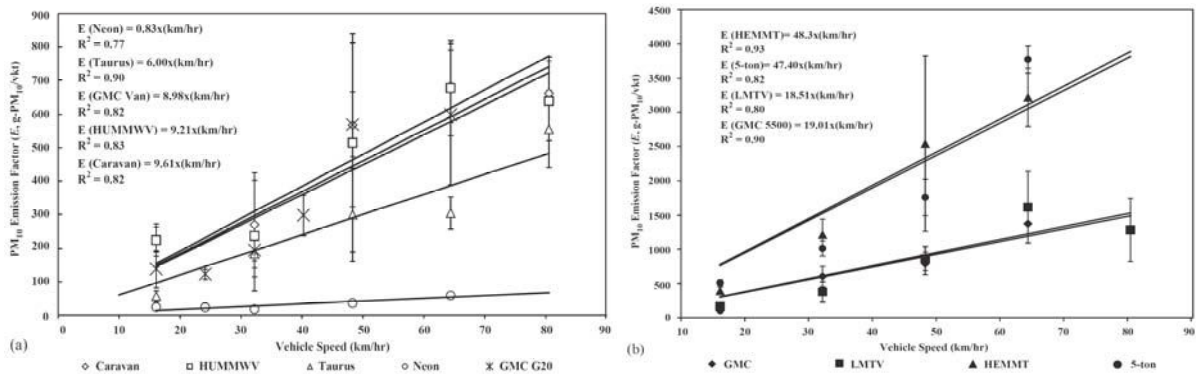 E (Neon) = 0.83x(km/hr)
R² = 0.77
E (Taurus) = 6.00x(km/hr)
R² = 0.90
E (GMC Van) = 8.98x(km/hr)
R² = 0.82
E (HUMMWV) = 9.21x(km/hr)
R² = 0.83
E (Caravan) = 9.61x(km/hr)
R² = 0.82
PM₁₀ Emission Factor (E, g-PM₁₀/vkt)
900
800
700
600
500
400
300
200
100
0
0 10 20 30 40 50 60 70 80 90
Vehicle Speed (km/hr)
(a)
Caravan HUMMWV Taurus Neon GMC G20
E (HEMMT)= 48.3x(km/hr)
R² = 0.93
E (5-ton)= 47.40x(km/hr)
R² = 0.82
E (LMTV) = 18.51x(km/hr)
R² = 0.80
E (GMC 5500) = 19.01x(km/hr)
R² = 0.90
PM₁₀ Emission Factor (E, g-PM₁₀/vkt)
4500
4000
3500
3000
2500
2000
1500
1000
500
0
10 20 30 40 50 60 70 80 90
Vehicle Speed (km/hr)
(b)
GMC LMTV HEMMT 5-ton